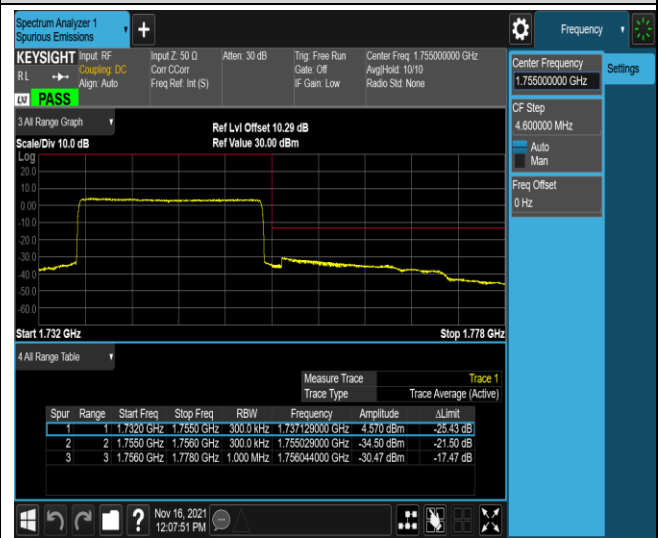 Spectrum Analyzer 1
Spurious Emissions
+
Frequency
KEYSIGHT Input: RF Input Z: 50 Ω Atten: 30 dB Trig: Free Run Center Freq: 1.755000000 GHz
RL Coupling: DC Corr CCorr Gate: Off Avg|Hold: 10/10
Align: Auto Freq Ref: Int (S) IF Gain: Low Radio Std: None
LXI PASS
Center Frequency
1.755000000 GHz
Settings
CF Step
4.600000 MHz
Auto
Man
Freq Offset
0 Hz
3 All Range Graph
Ref Lvl Offset 10.29 dB
Scale/Div 10.0 dB Ref Value 30.00 dBm
Log
20.0
10.0
0.00
-10.0
-20.0
-30.0
-40.0
-50.0
-60.0
Start 1.732 GHz Stop 1.778 GHz
4 All Range Table
Measure Trace Trace 1
Trace Type Trace Average (Active)
Spur Range Start Freq Stop Freq RBW Frequency Amplitude ΔLimit
1 1 1.7320 GHz 1.7550 GHz 300.0 kHz 1.737129000 GHz 4.570 dBm -25.43 dB
2 2 1.7550 GHz 1.7560 GHz 300.0 kHz 1.755029000 GHz -34.50 dBm -21.50 dB
3 3 1.7560 GHz 1.7780 GHz 1.000 MHz 1.756044000 GHz -30.47 dBm -17.47 dB
? Nov 16, 2021
12:07:51 PM